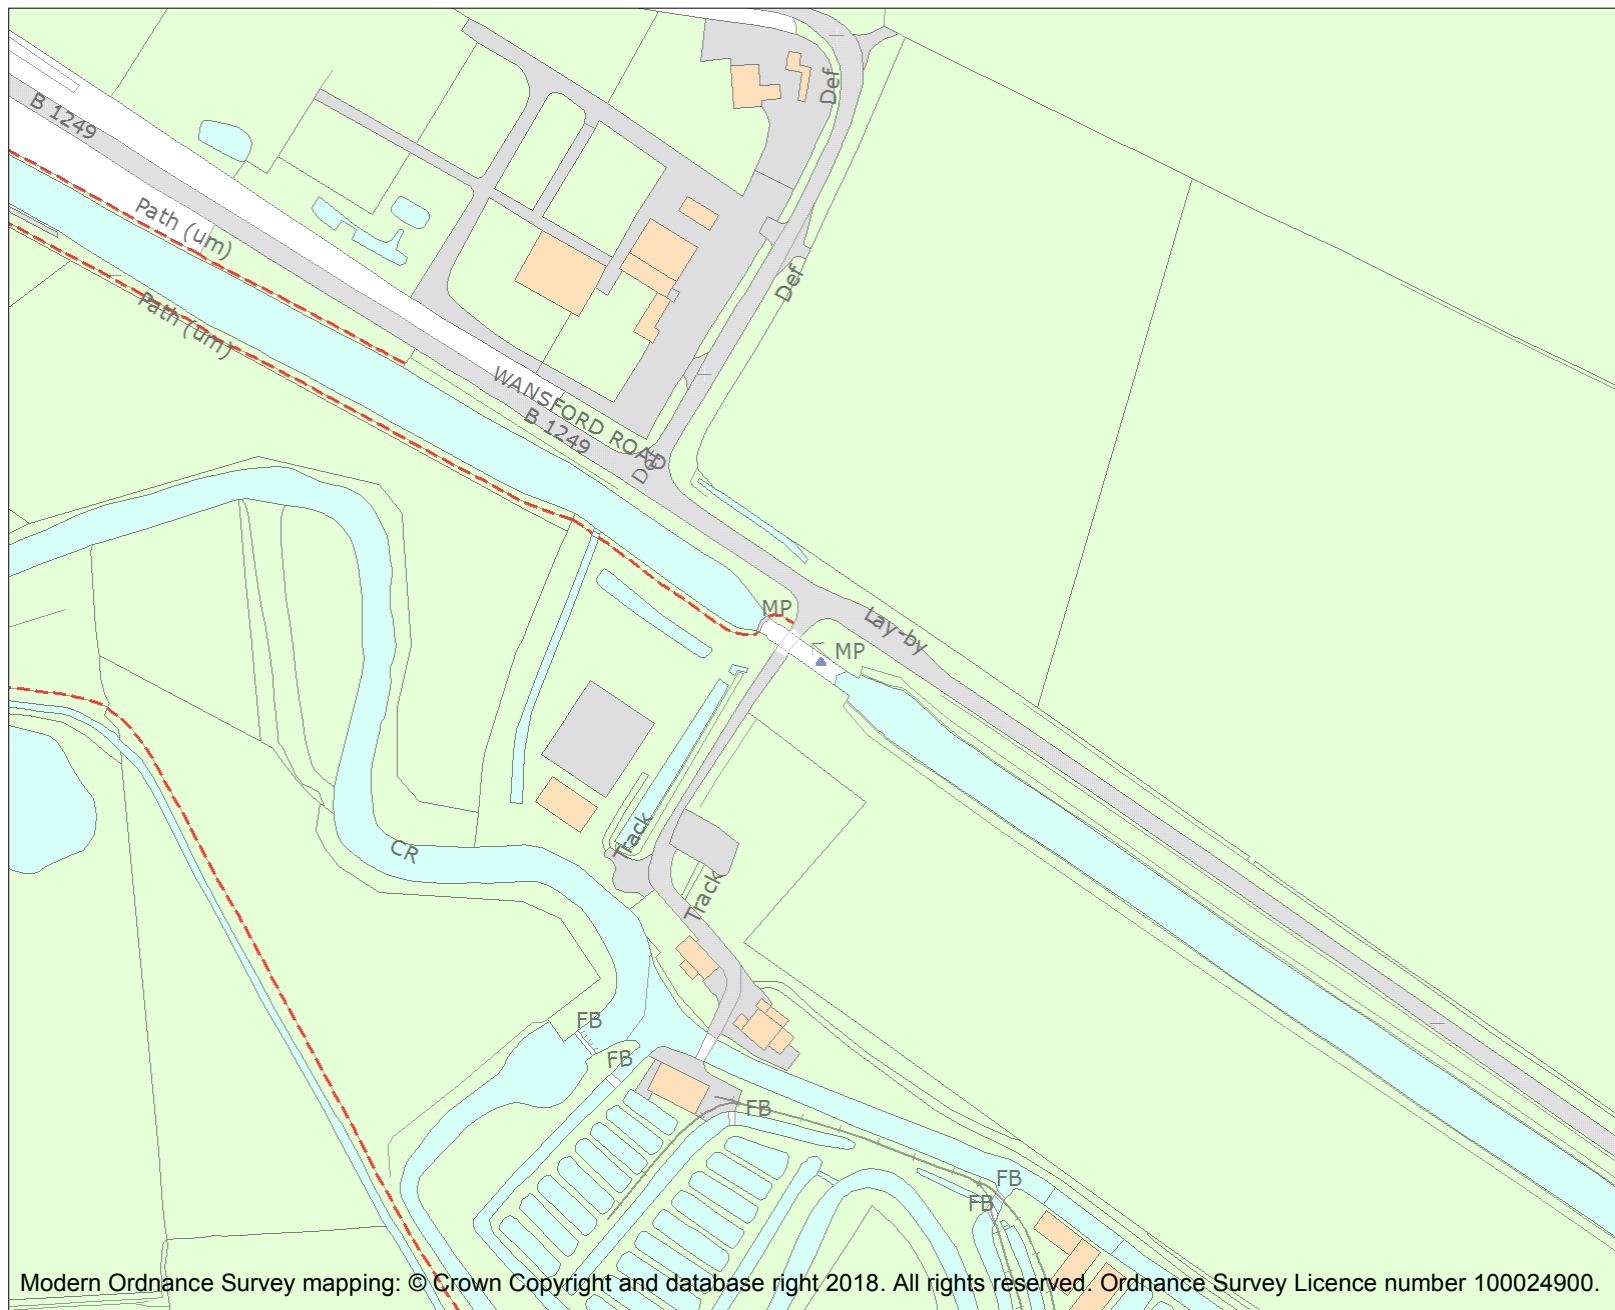 Def
B 1249
Path (um)
Def
Path (um)
WANSFORD ROAD
B 1249
Def
MP
Lay-by
MP
Track
CR
Track
FB
FB
FB
FB
FB
Modern Ordnance Survey mapping: © Crown Copyright and database right 2018. All rights reserved. Ordnance Survey Licence number 100024900.